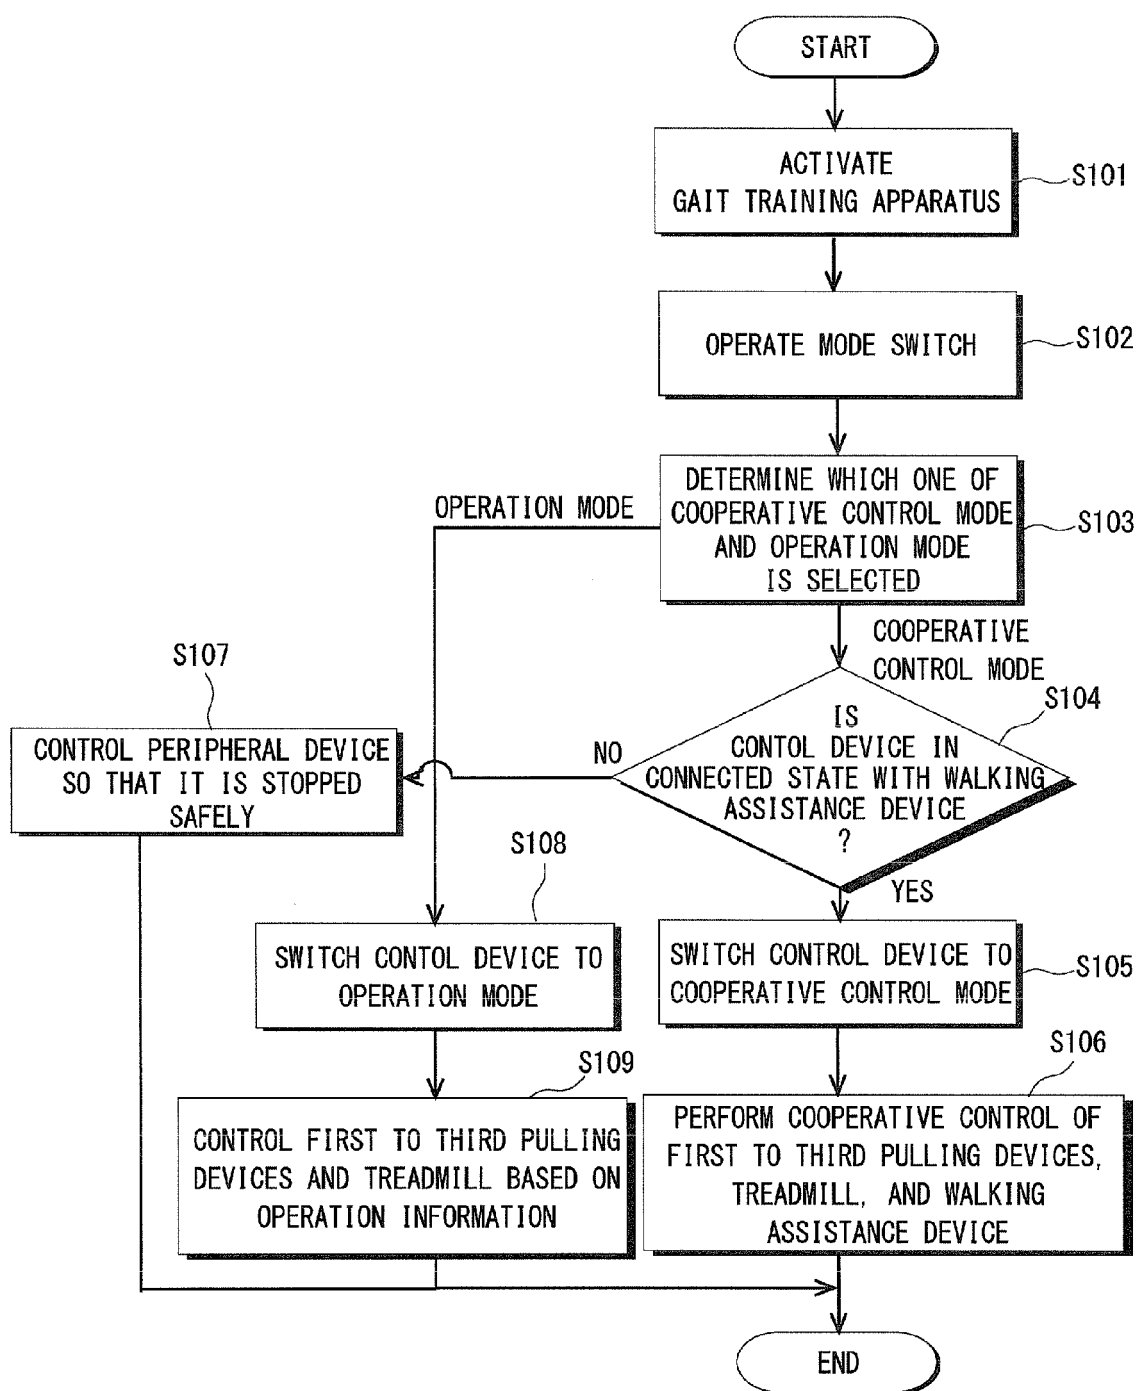 START
ACTIVATE
GAIT TRAINING APPARATUS
S101
OPERATE MODE SWITCH
S102
DETERMINE WHICH ONE OF
COOPERATIVE CONTROL MODE
AND OPERATION MODE
IS SELECTED
S103
OPERATION MODE
COOPERATIVE
CONTROL MODE
S104
IS
CONTOL DEVICE IN
CONNECTED STATE WITH WALKING
ASSISTANCE DEVICE
?
NO
YES
S107
CONTROL PERIPHERAL DEVICE
SO THAT IT IS STOPPED
SAFELY
S108
SWITCH CONTOL DEVICE TO
OPERATION MODE
SWITCH CONTROL DEVICE TO
COOPERATIVE CONTROL MODE
S105
S109
CONTROL FIRST TO THIRD PULLING
DEVICES AND TREADMILL BASED ON
OPERATION INFORMATION
S106
PERFORM COOPERATIVE CONTROL OF
FIRST TO THIRD PULLING DEVICES,
TREADMILL, AND WALKING
ASSISTANCE DEVICE
END